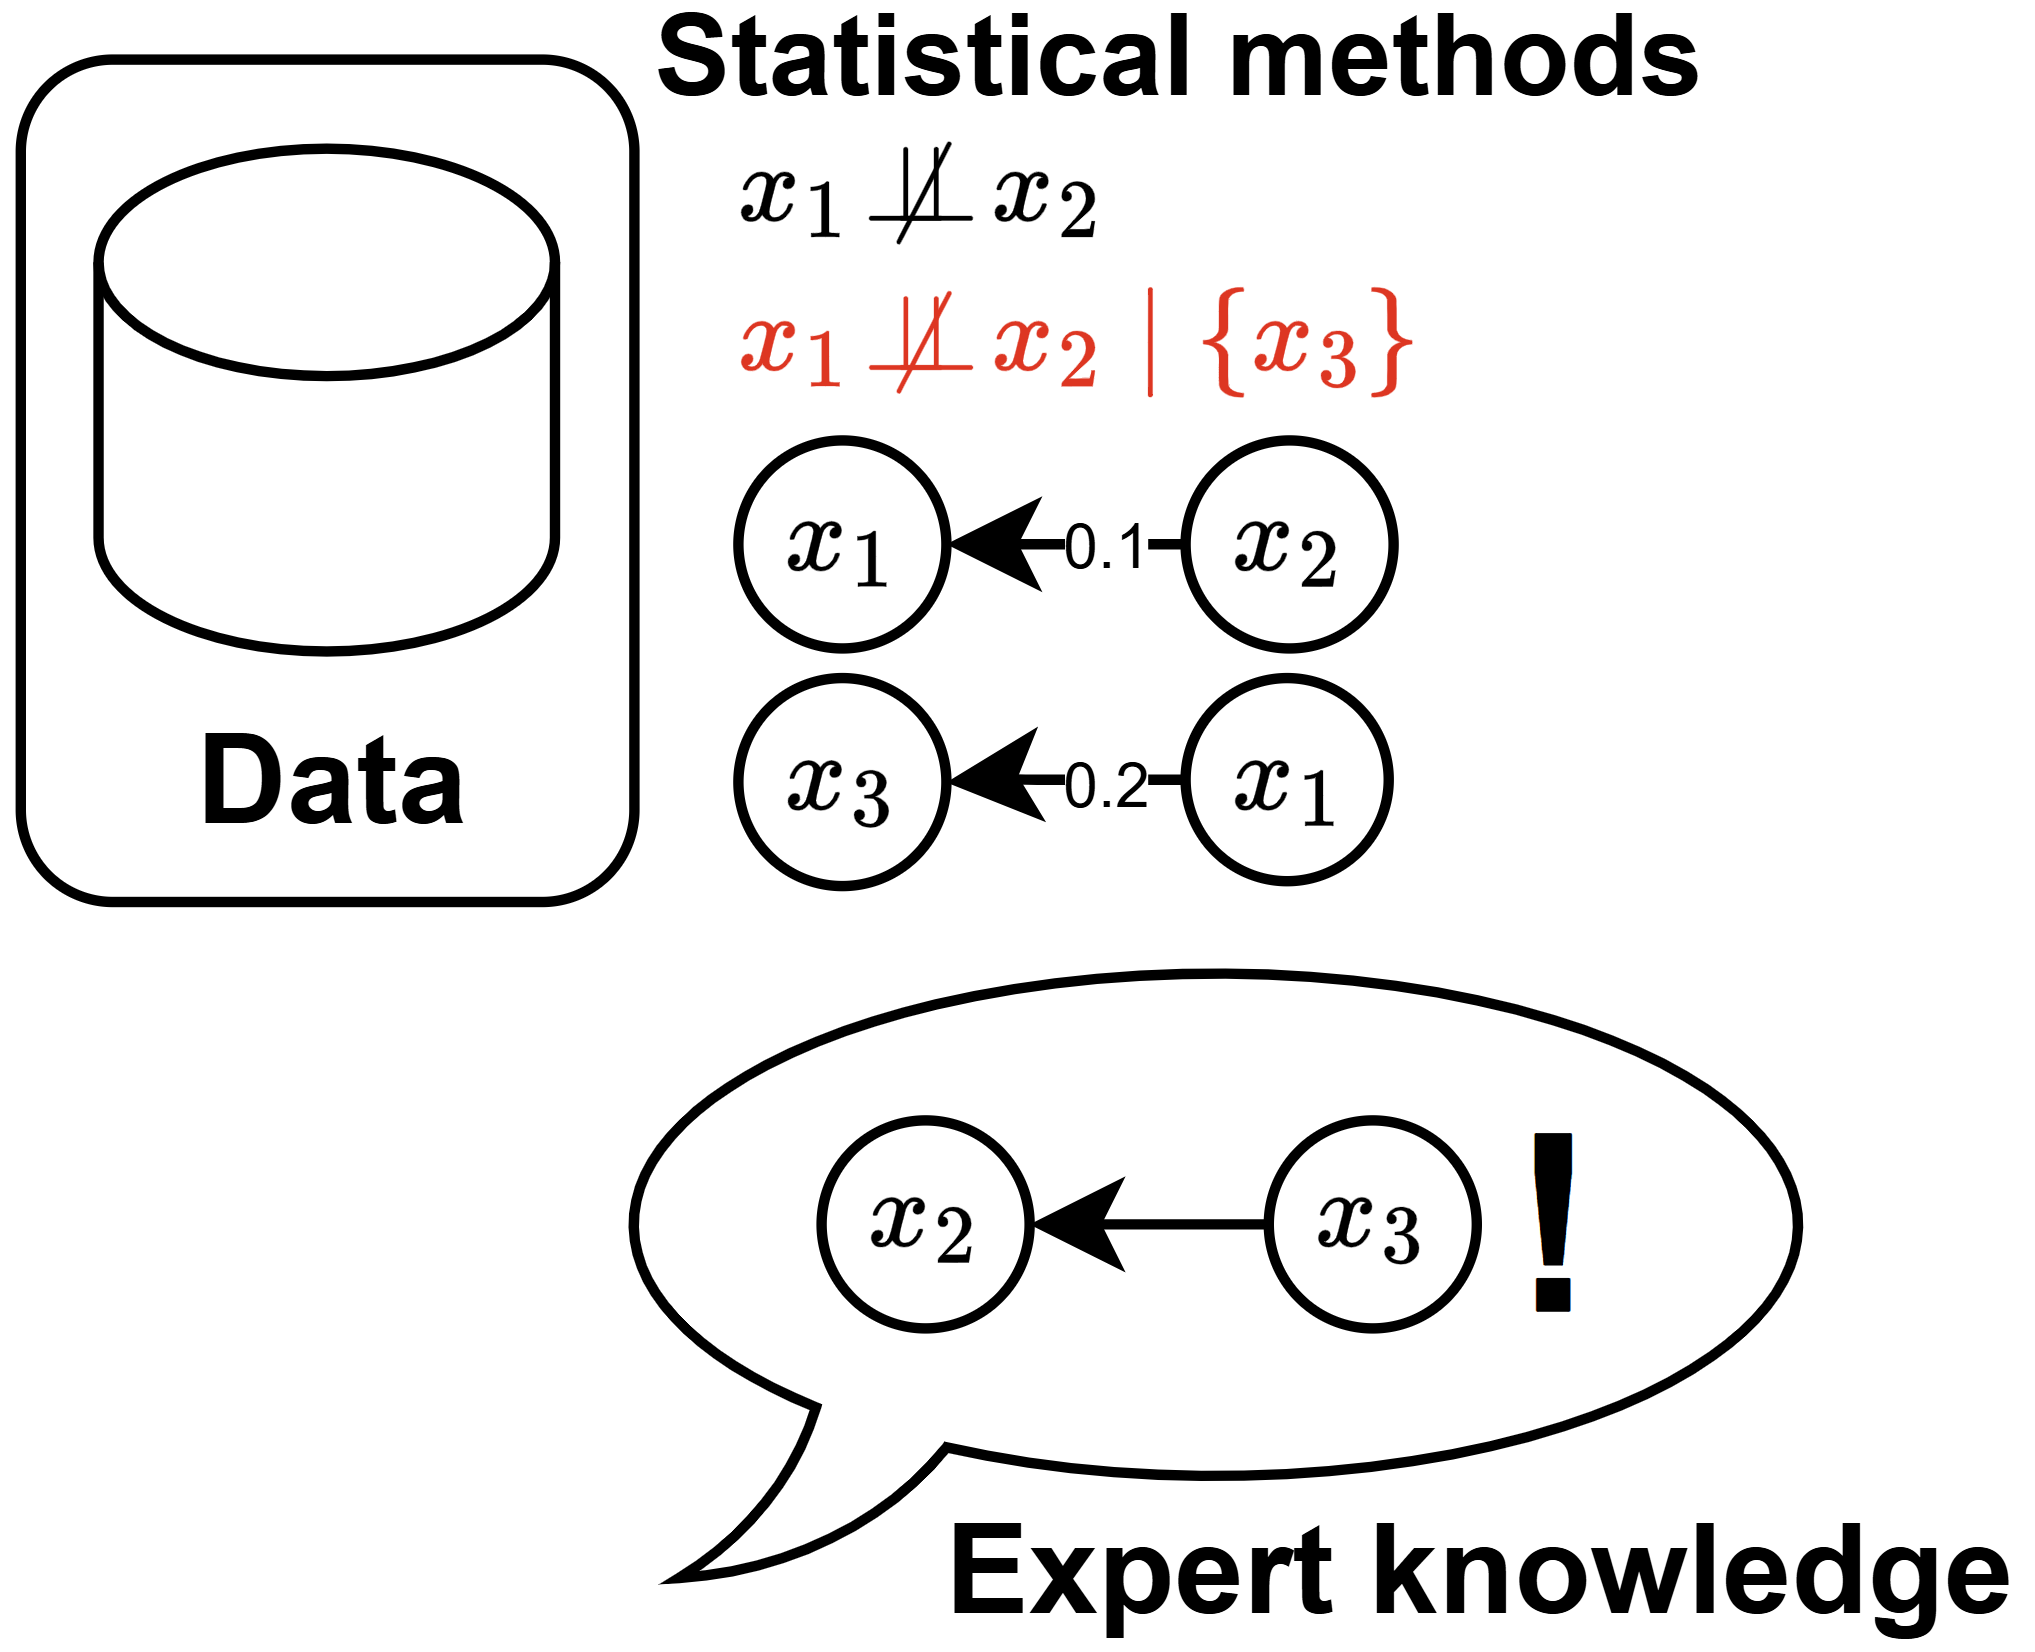 Statistical methods
x₁ ⫫̸ x₂
x₁ ⫫̸ x₂ | {x₃}
x₁ 0.1 x₂
x₃ 0.2 x₁
Data
x₂ x₃ !
Expert knowledge